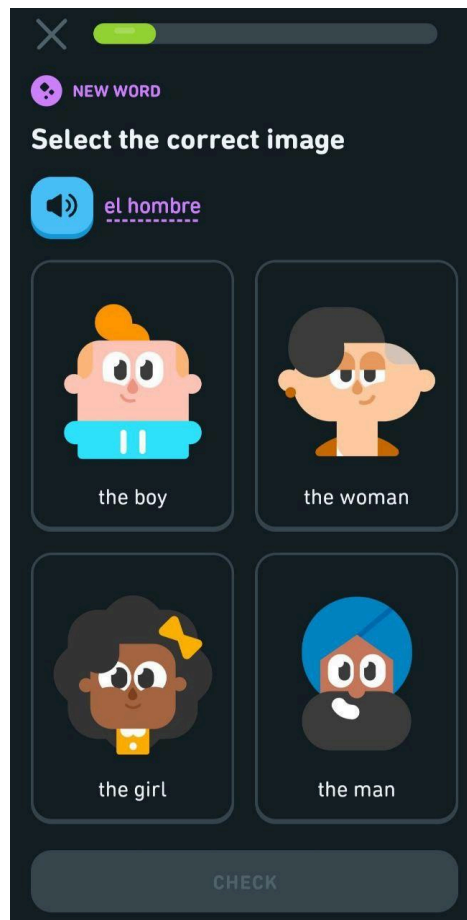 NEW WORD
Select the correct image
el hombre
the boy
the woman
the girl
the man
CHECK